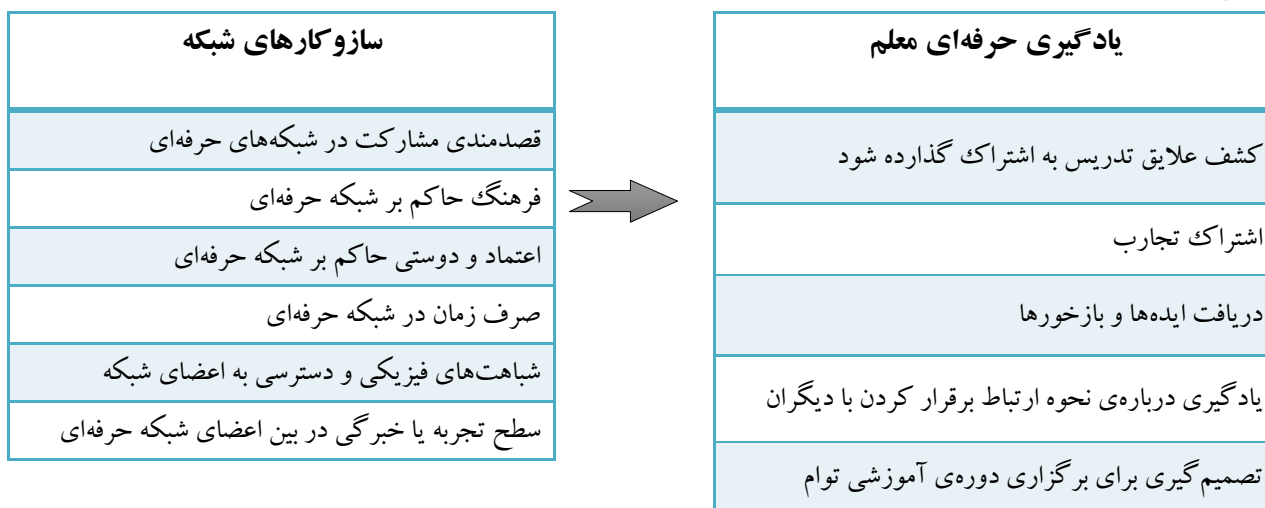 سازوکارهای شبکه
قصدمندی مشارکت در شبکه‌های حرفه‌ای
فرهنگ حاکم بر شبکه حرفه‌ای
اعتماد و دوستی حاکم بر شبکه حرفه‌ای
صرف زمان در شبکه حرفه‌ای
شباهت‌های فیزیکی و دسترسی به اعضای شبکه
سطح تجربه یا خبرگی در بین اعضای شبکه حرفه‌ای
یادگیری حرفه‌ای معلم
کشف علایق تدریس به اشتراک گذارده شود
اشتراک تجارب
دریافت ایده‌ها و بازخورها
یادگیری درباره‌ی نحوه ارتباط برقرار کردن با دیگران
تصمیم‌گیری برای برگزاری دوره‌ی آموزشی توام